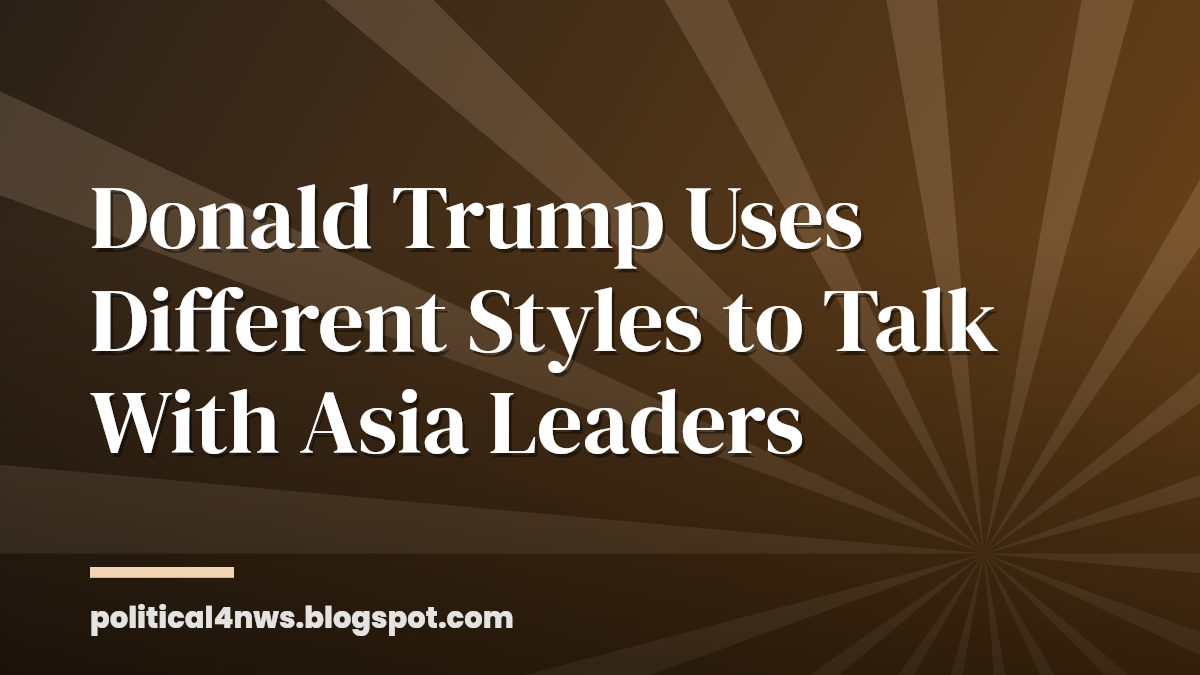 Donald Trump Uses
Different Styles to Talk
With Asia Leaders
political4nws.blogspot.com